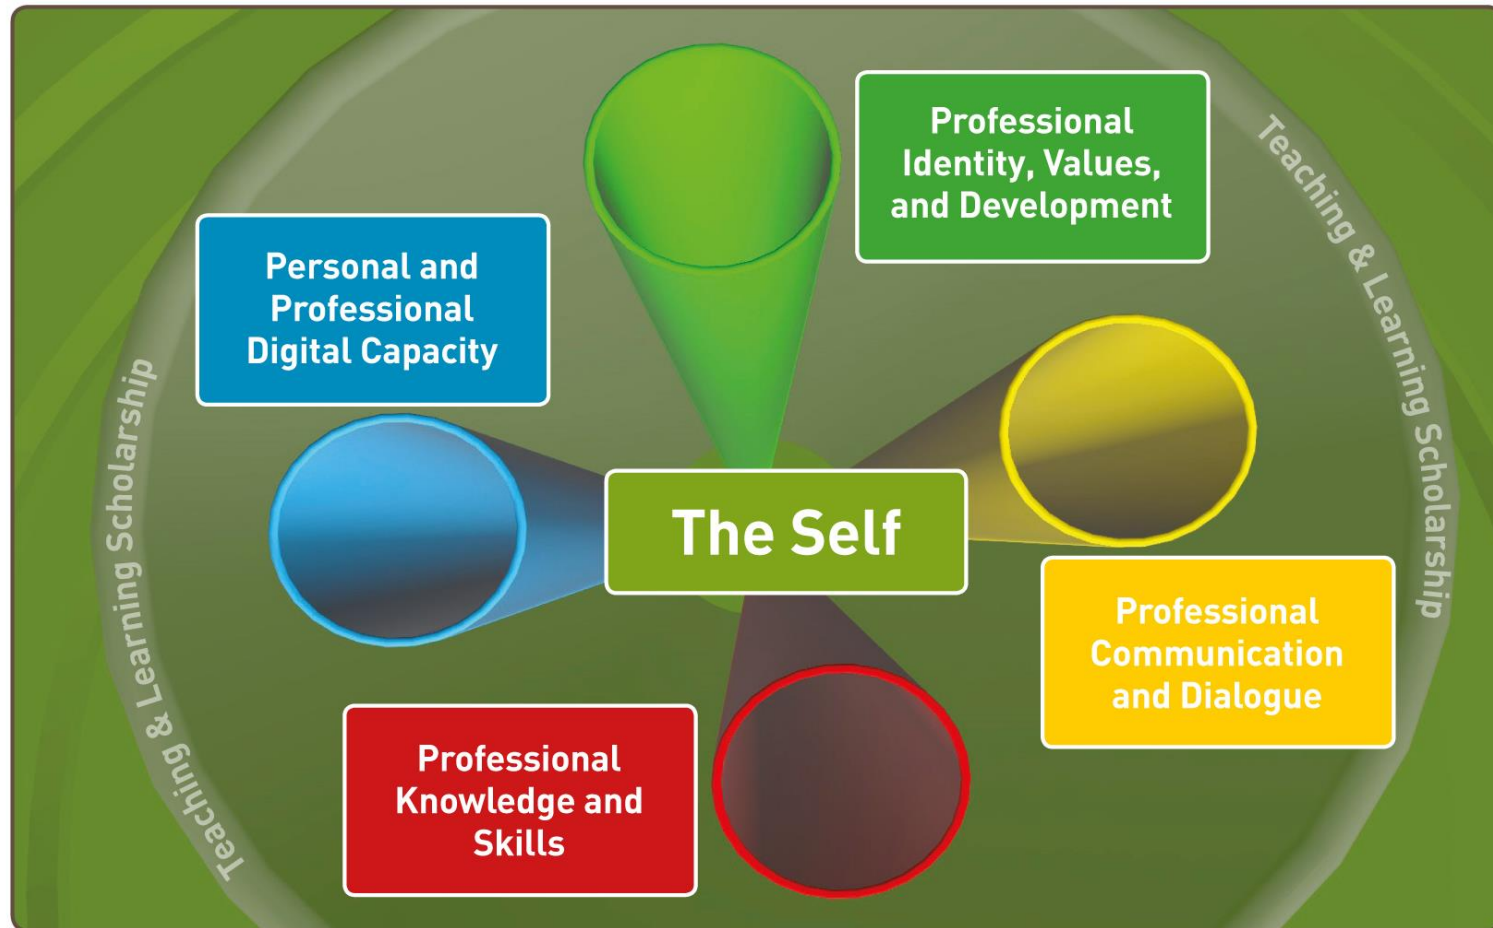 Professional
Identity, Values,
and Development
Personal and
Professional
Digital Capacity
The Self
Professional
Communication
and Dialogue
Professional
Knowledge and
Skills
Teaching & Learning Scholarship
Teaching & Learning Scholarship